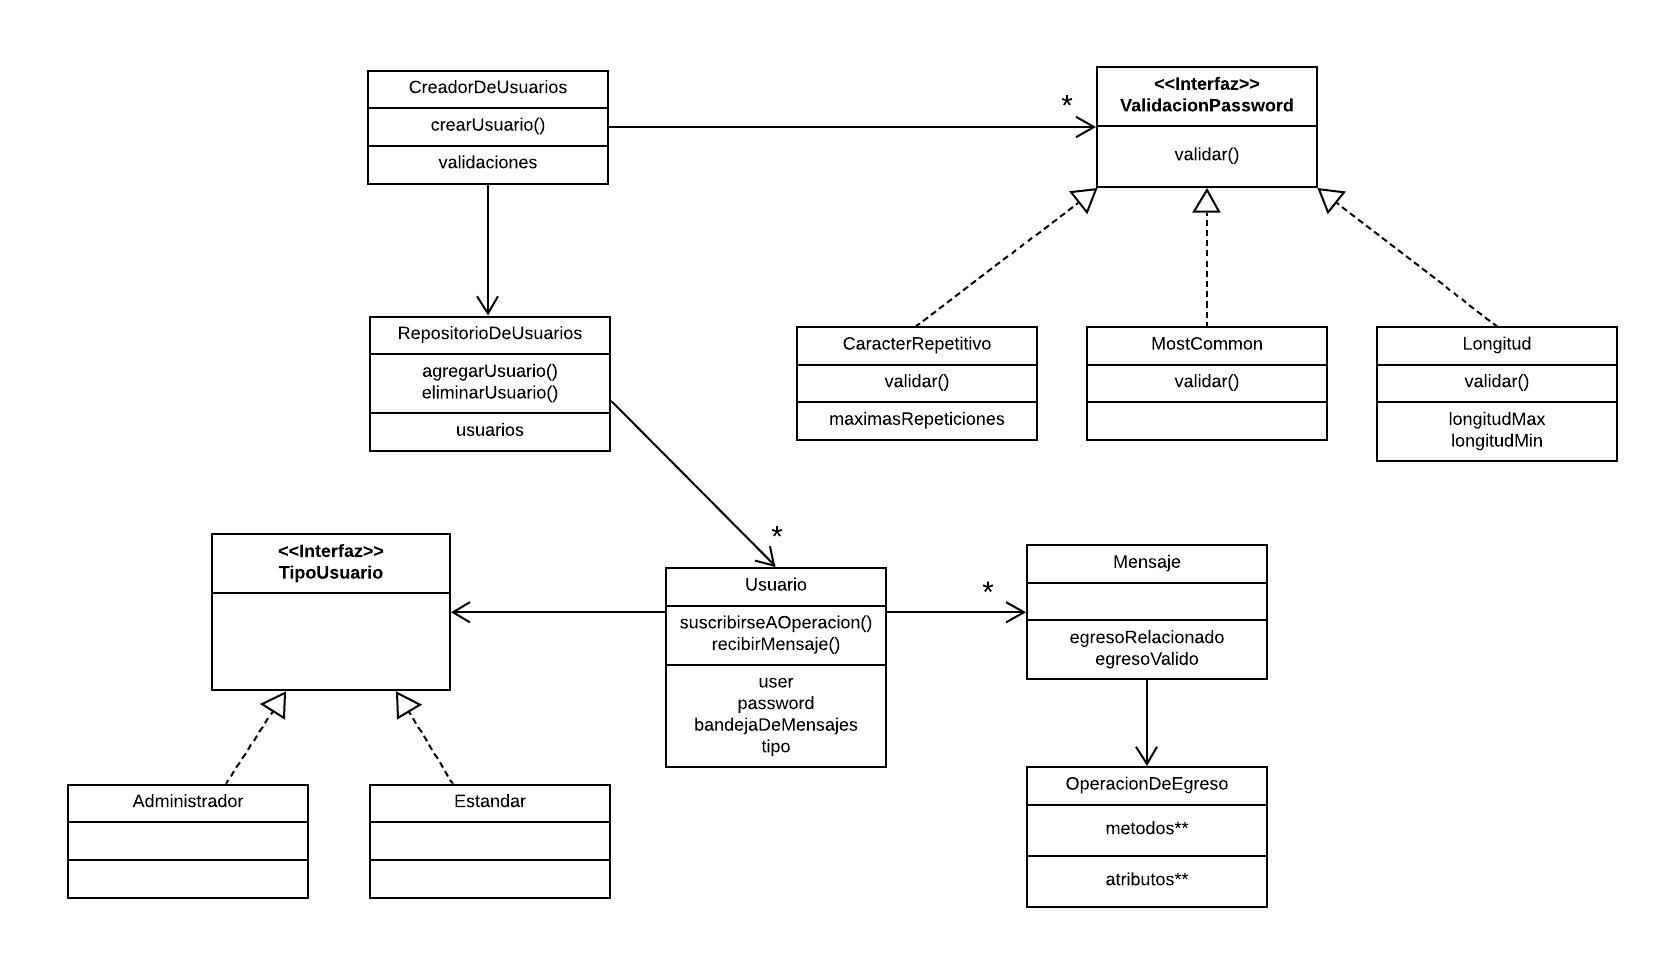 CreadorDeUsuarios
crearUsuario()
validaciones
*
<<Interfaz>>
ValidacionPassword
validar()
RepositorioDeUsuarios
agregarUsuario()
eliminarUsuario()
usuarios
CaracterRepetitivo
validar()
maximasRepeticiones
MostCommon
validar()
Longitud
validar()
longitudMax
longitudMin
<<Interfaz>>
TipoUsuario
*
Usuario
suscribirseAOperacion()
recibirMensaje()
user
password
bandejaDeMensajes
tipo
*
Mensaje
egresoRelacionado
egresoValido
Administrador
Estandar
OperacionDeEgreso
metodos**
atributos**